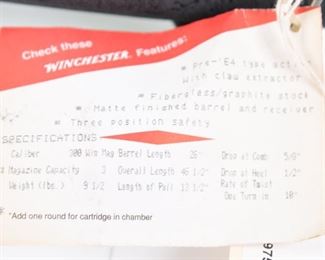 Check these
WINCHESTER. Features:
* Pre-'64 type action
With claw extractor
* Fiberglass/graphite stock
* Matte finished barrel and receiver
* Three position safety
SPECIFICATIONS
Caliber 300 Win Mag Barrel Length 26" Drop at Comb 5/8"
Magazine Capacity 3 Overall Length 46 1/2" Drop at Heel 1/2"
Weight (lbs.) 9 1/2 Length of Pull 13 1/2" Rate of Twist
One Turn in 10"
* *Add one round for cartridge in chamber
975